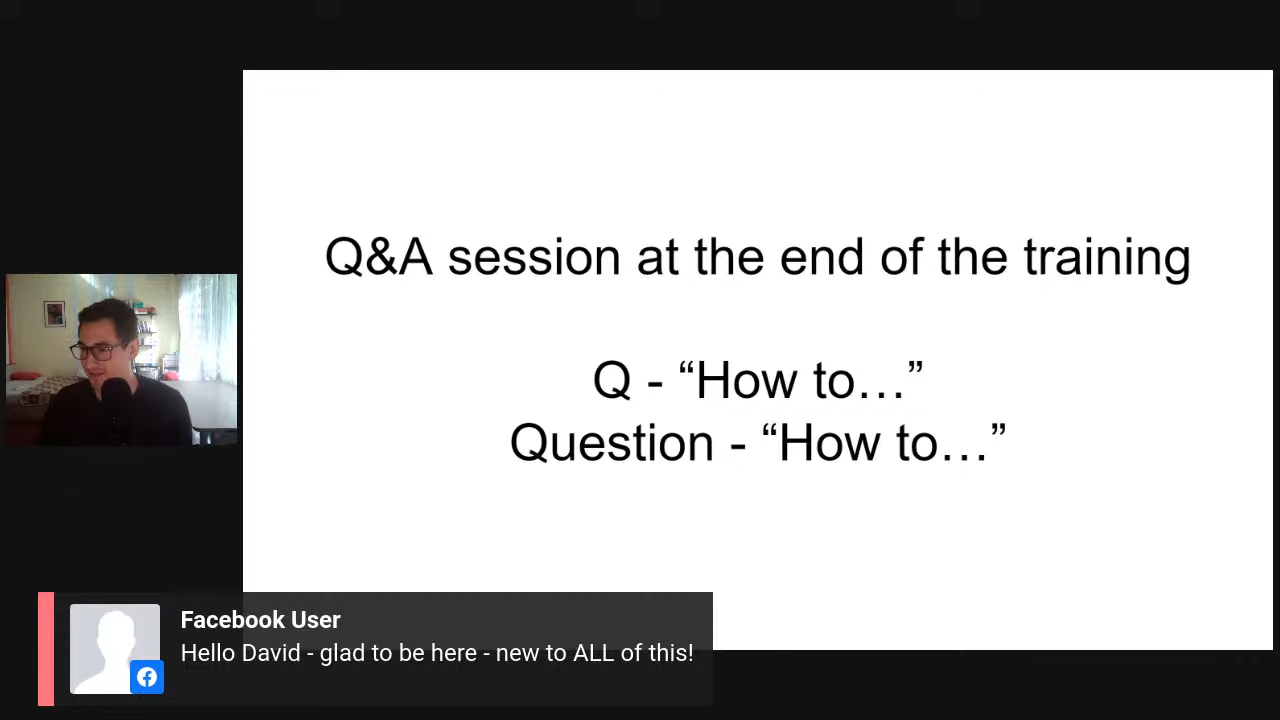 Q&A session at the end of the training
Q - “How to…”
Question - “How to…”
Facebook User
Hello David - glad to be here - new to ALL of this!